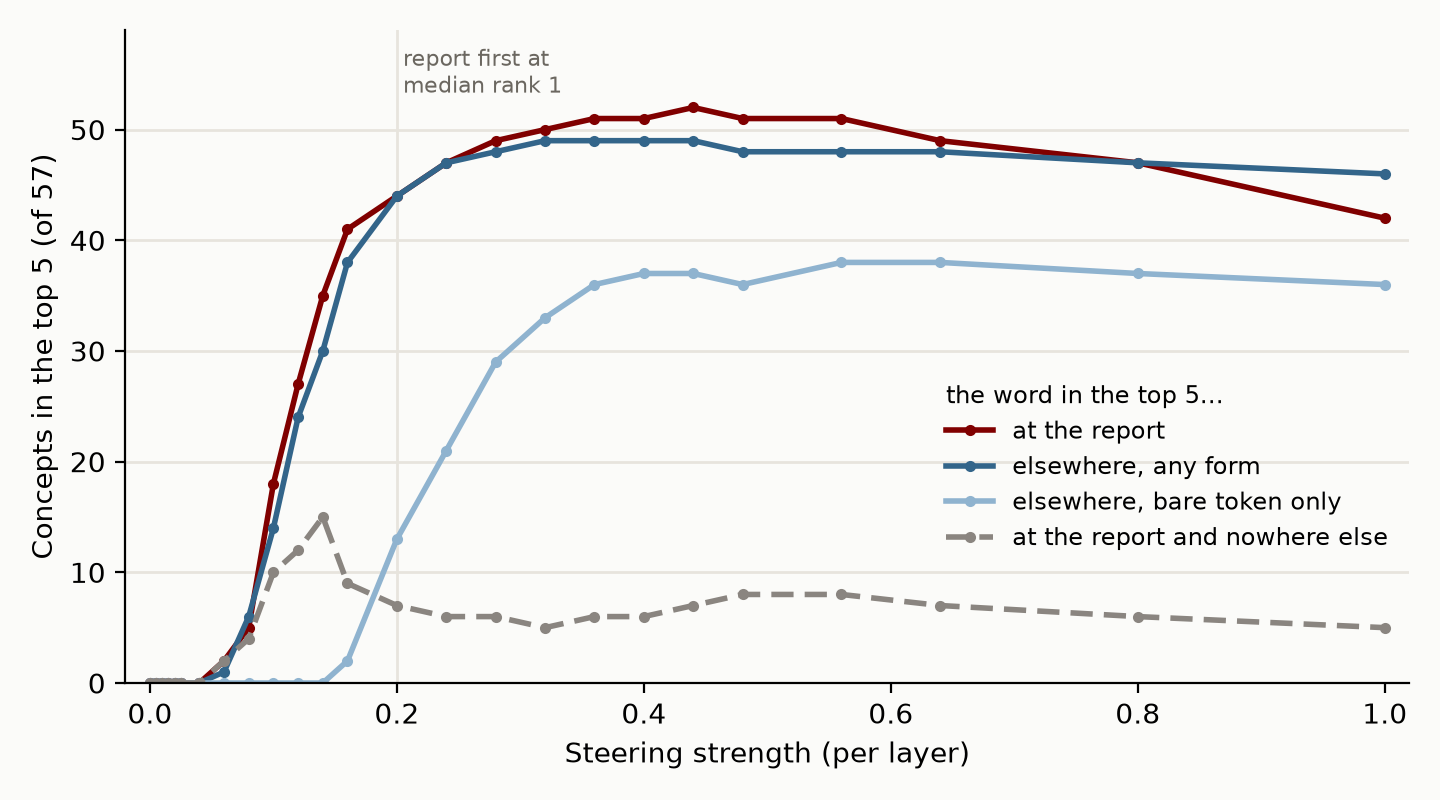 report first at
median rank 1
Concepts in the top 5 (of 57)
50
40
30
20
10
0
the word in the top 5...
at the report
elsewhere, any form
elsewhere, bare token only
at the report and nowhere else
0.0
0.2
0.4
0.6
0.8
1.0
Steering strength (per layer)